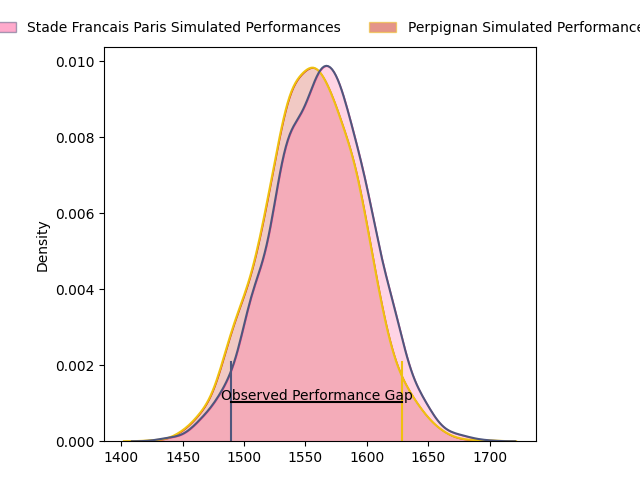 Stade Francais Paris Simulated Performances
Perpignan Simulated Performance
0.010
0.008
0.006
0.004
0.002
0.000
Density
Observed Performance Gap
1400 1450 1500 1550 1600 1650 1700